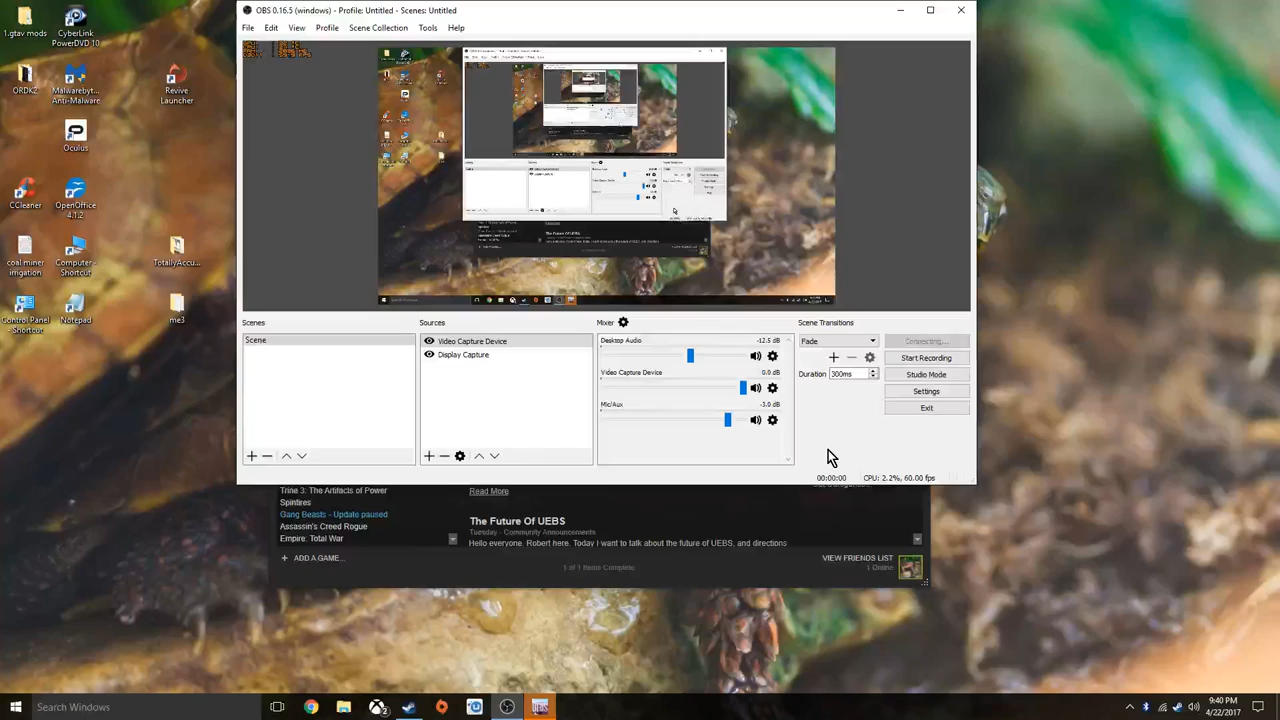 OBS 0.16.5 (windows) - Profile: Untitled - Scenes: Untitled
File Edit View Profile Scene Collection Tools Help
1.gtav mods
CyberLink PowerDVD 10
ORDK2
Malwarebyt... Anti-Malware
Revive Launcher
Oculus
CCleaner
OpenOffice 4.1.2
coal miner irrigation
Computer - Shortcut
TotallyAccu...
Control Panel - Shortcut
Notepad
me3
Scenes
Scene
Sources
Video Capture Device
Display Capture
Mixer
Desktop Audio -12.5 dB
Video Capture Device 0.0 dB
Mic/Aux -3.0 dB
Scene Transitions
Fade
Duration 300ms
Connecting...
Start Recording
Studio Mode
Settings
Exit
00:00:00 CPU: 2.2%, 60.00 fps
Trine 3: The Artifacts of Power
Spintires
Gang Beasts - Update paused
Assassin's Creed Rogue
Empire: Total War
Read More
The Future Of UEBS
Tuesday - Community Announcements
Hello everyone. Robert here. Today I want to talk about the future of UEBS, and directions
+ ADD A GAME...
1 of 1 Items Complete
VIEW FRIENDS LIST
1 Online
Search Windows
9:40 PM
4/22/2017